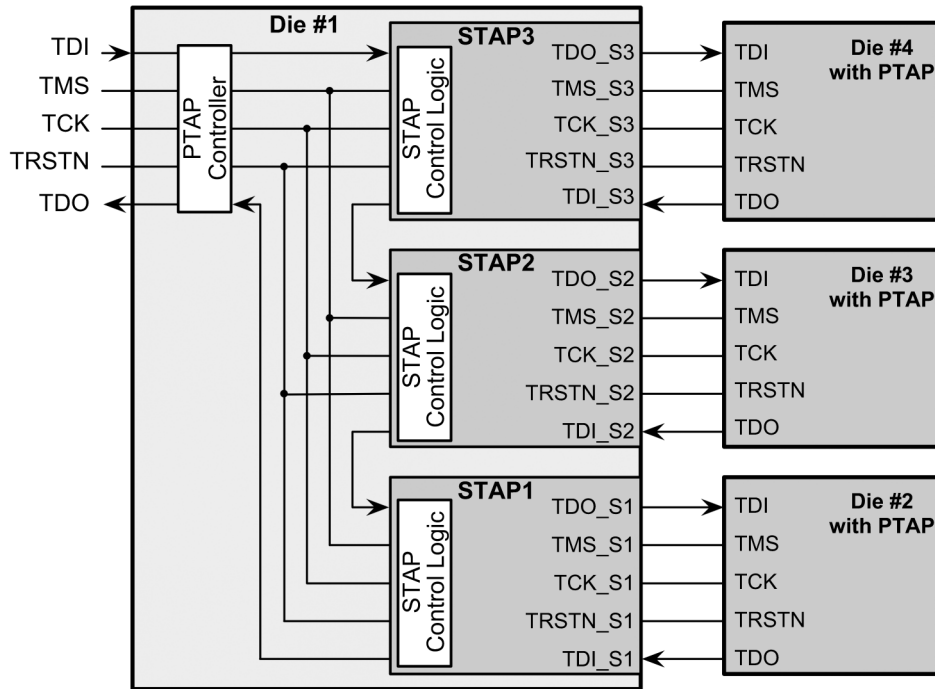 Die #1
TDI
TMS
TCK
TRSTN
TDO
PTAP
Controller
STAP3
STAP
Control Logic
TDO_S3
TMS_S3
TCK_S3
TRSTN_S3
TDI_S3
Die #4
with PTAP
TDI
TMS
TCK
TRSTN
TDO
STAP2
STAP
Control Logic
TDO_S2
TMS_S2
TCK_S2
TRSTN_S2
TDI_S2
Die #3
with PTAP
TDI
TMS
TCK
TRSTN
TDO
STAP1
STAP
Control Logic
TDO_S1
TMS_S1
TCK_S1
TRSTN_S1
TDI_S1
Die #2
with PTAP
TDI
TMS
TCK
TRSTN
TDO